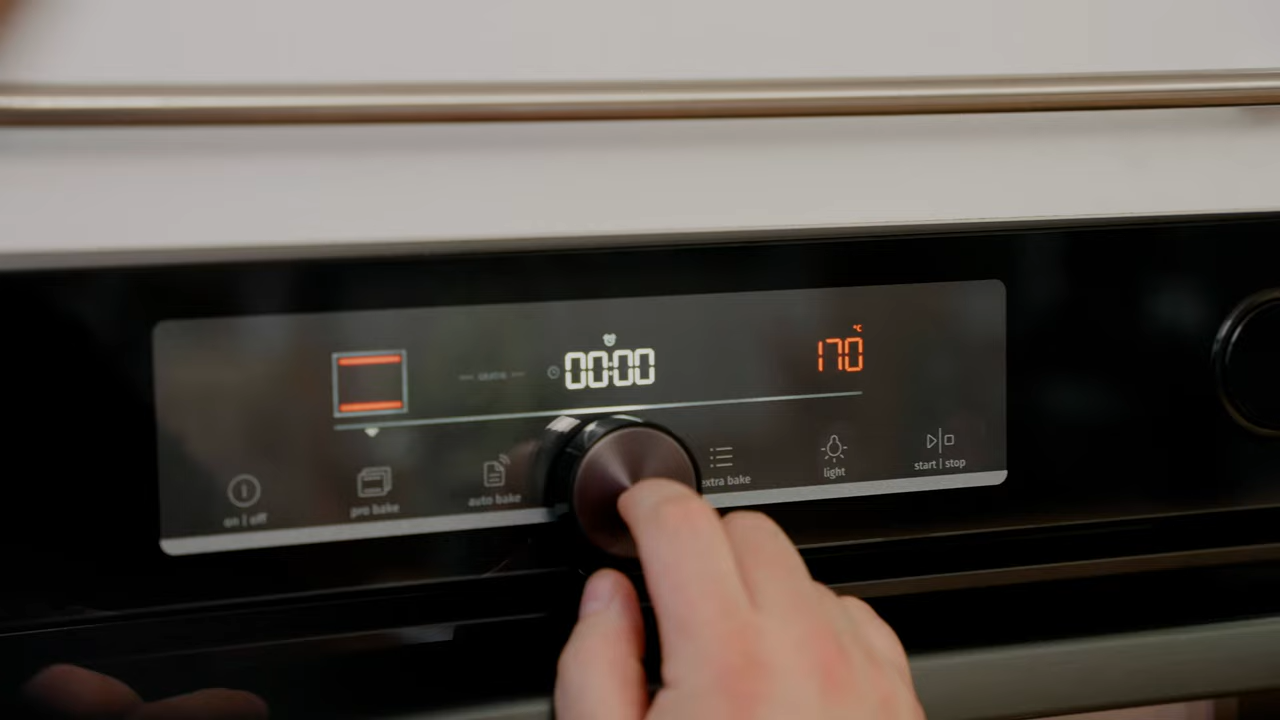 00:00
170 °C
on | off
pro bake
auto bake
extra bake
light
start | stop